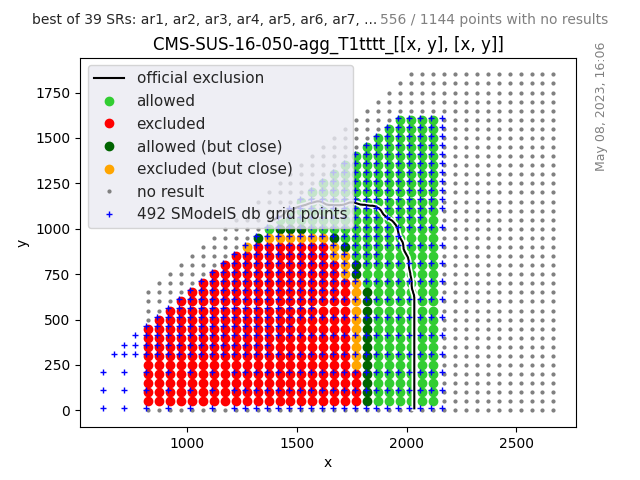 best of 39 SRs: ar1, ar2, ar3, ar4, ar5, ar6, ar7, ... 556 / 1144 points with no results
CMS-SUS-16-050-agg_T1tttt_[[x, y], [x, y]]
May 08, 2023, 16:06
official exclusion
allowed
excluded
allowed (but close)
excluded (but close)
no result
492 SModelS db grid points
y
1750
1500
1250
1000
750
500
250
0
1000 1500 2000 2500
x